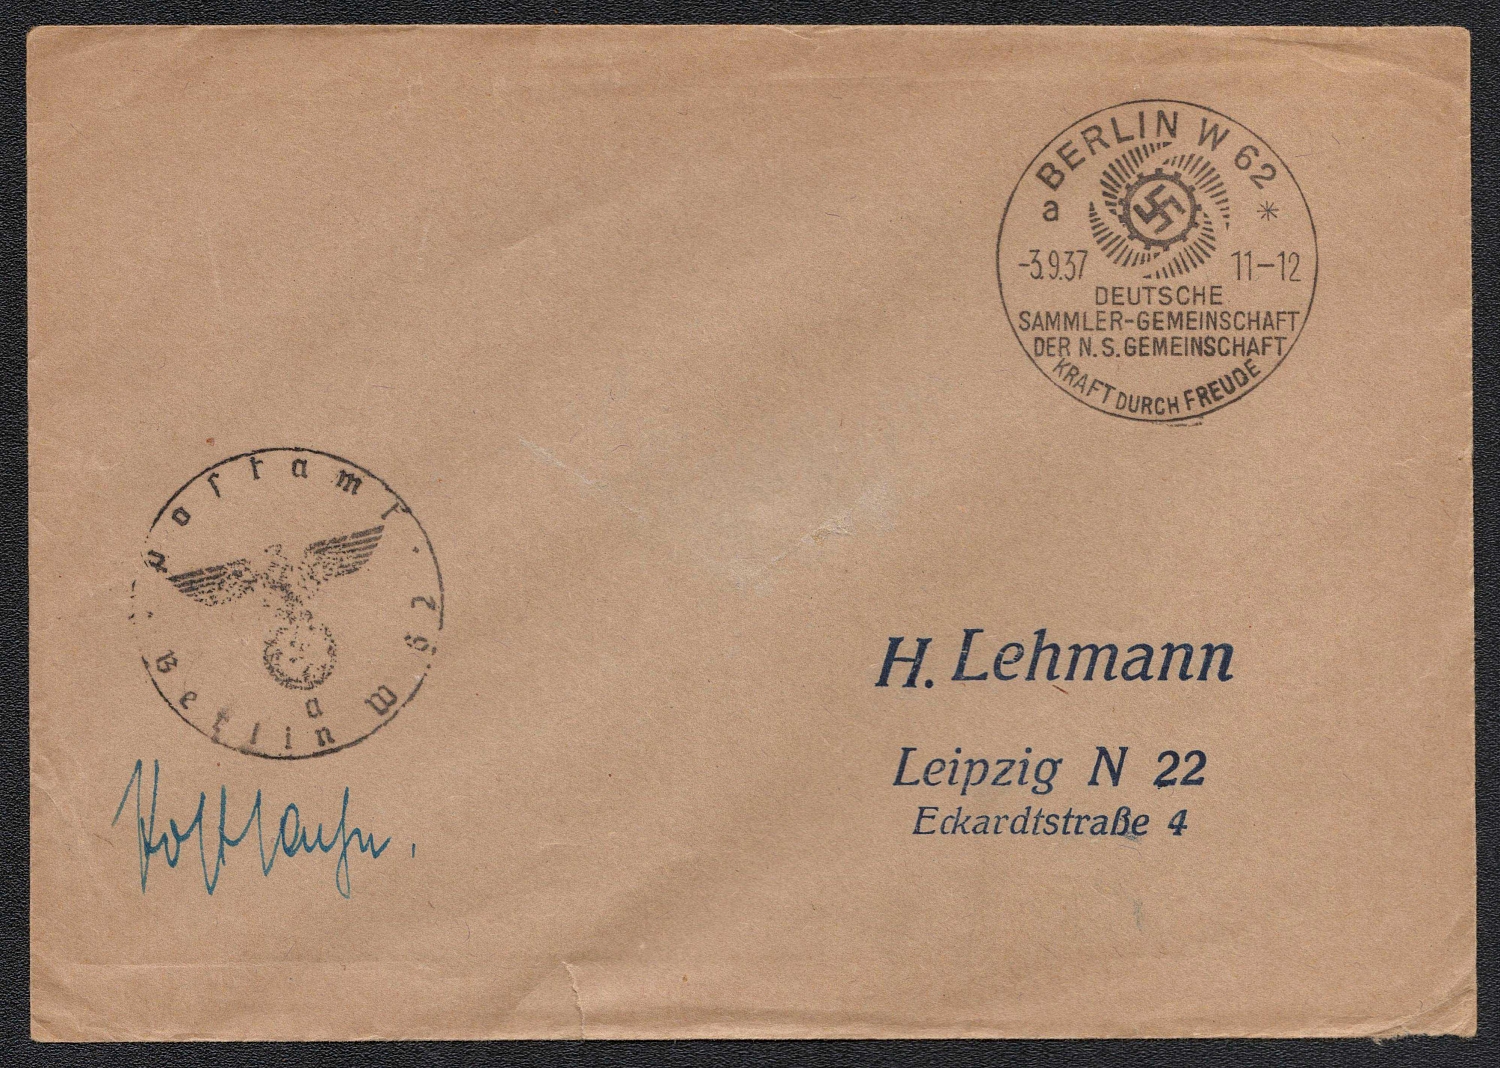 BERLIN W 62
a *
-3.9.37 11-12
DEUTSCHE
SAMMLER-GEMEINSCHAFT
DER N.S. GEMEINSCHAFT
KRAFT DURCH FREUDE
Postamt
Berlin W 62
a
Postsache.
H. Lehmann
Leipzig N 22
Eckardtstraße 4